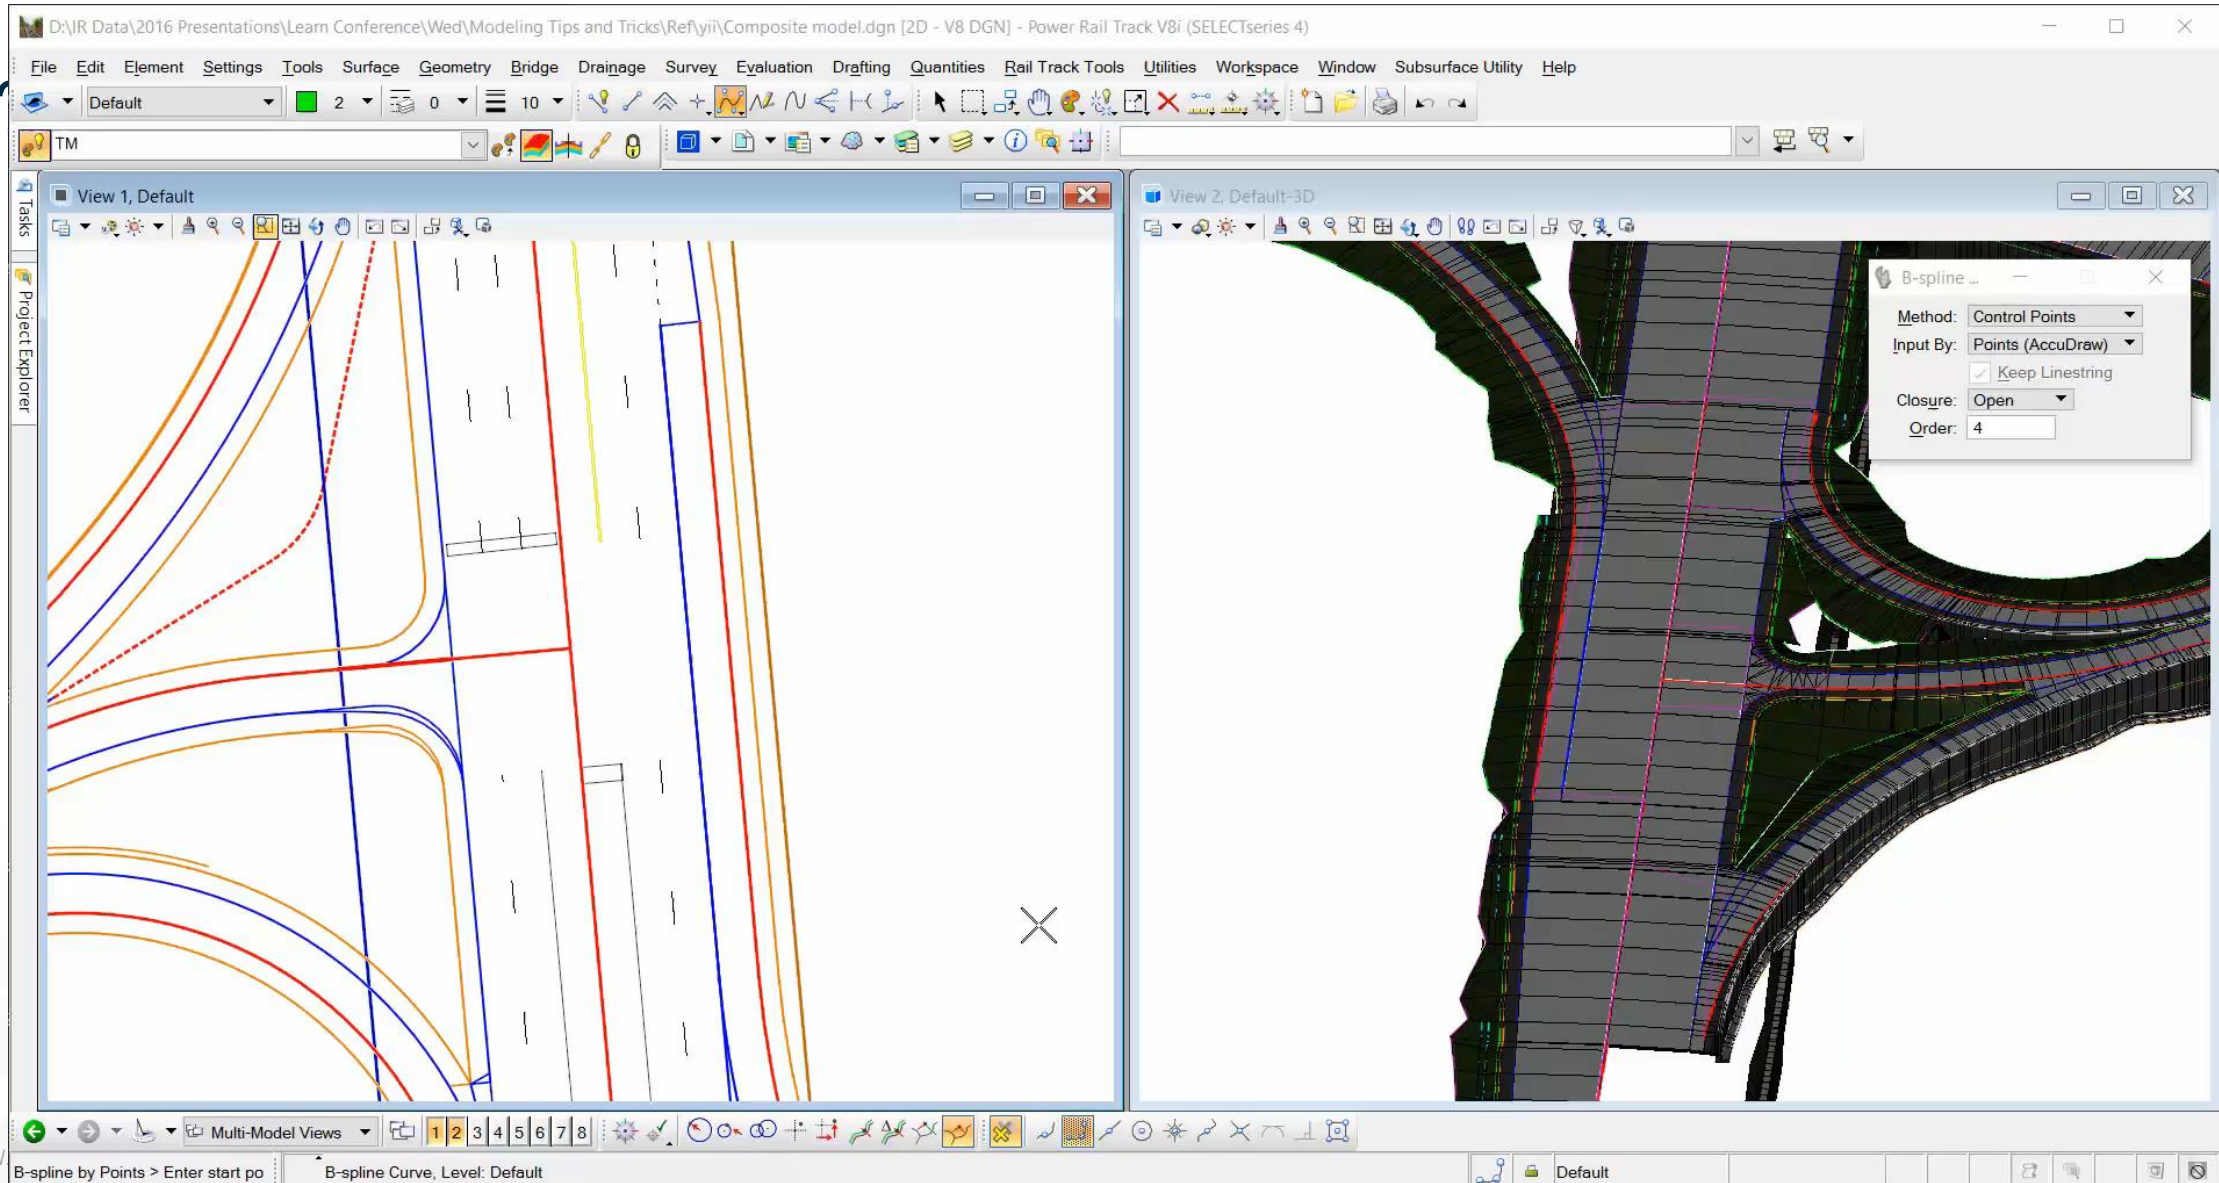 D:\IR Data\2016 Presentations\Learn Conference\Wed\Modeling Tips and Tricks\Ref\yii\Composite model.dgn [2D - V8 DGN] - Power Rail Track V8i (SELECTseries 4)
File Edit Element Settings Tools Surface Geometry Bridge Drainage Survey Evaluation Drafting Quantities Rail Track Tools Utilities Workspace Window Subsurface Utility Help
Default 2 0 10
TM
Tasks
Project Explorer
View 1, Default
View 2, Default-3D
B-spline ...
Method: Control Points
Input By: Points (AccuDraw)
Keep Linestring
Closure: Open
Order: 4
Multi-Model Views 1 2 3 4 5 6 7 8
B-spline by Points > Enter start po
B-spline Curve, Level: Default
Default